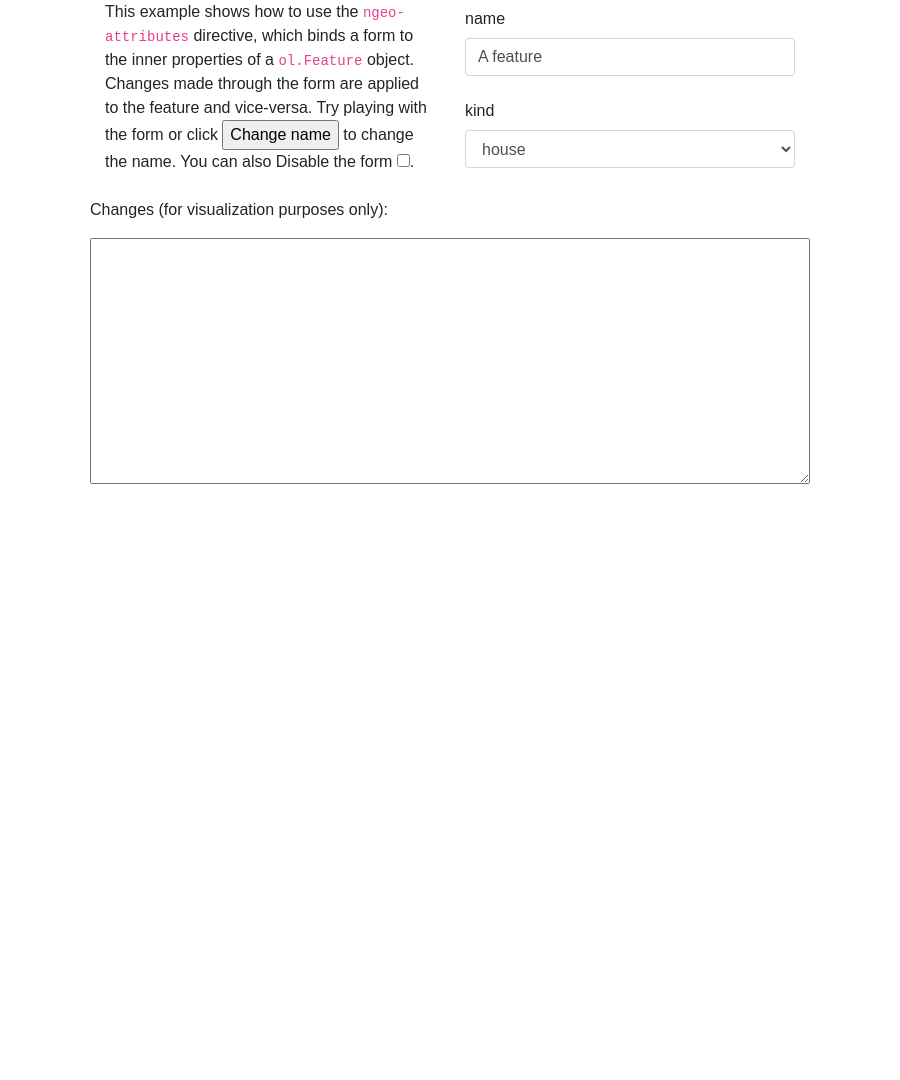 This example shows how to use the ngeo-
attributes directive, which binds a form to
the inner properties of a ol.Feature object.
Changes made through the form are applied
to the feature and vice-versa. Try playing with
the form or click Change name to change
the name. You can also Disable the form .
name
A feature
kind
house
Changes (for visualization purposes only):